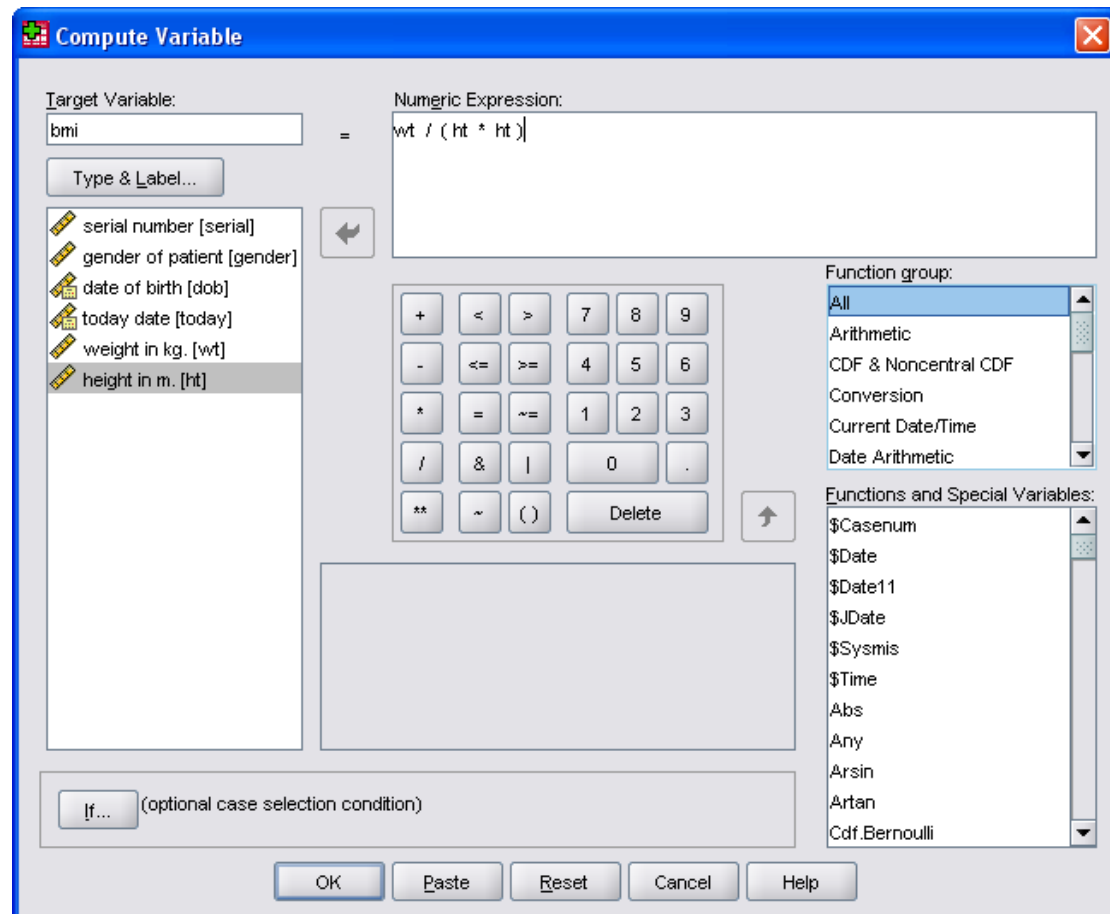 Compute Variable
Target Variable:
bmi
=
Numeric Expression:
wt / ( ht * ht )
Type & Label...
serial number [serial]
gender of patient [gender]
date of birth [dob]
today date [today]
weight in kg. [wt]
height in m. [ht]
+ < > 7 8 9
- <= >= 4 5 6
* = ~= 1 2 3
/ & | 0 .
** ~ ( ) Delete
Function group:
All
Arithmetic
CDF & Noncentral CDF
Conversion
Current Date/Time
Date Arithmetic
Functions and Special Variables:
$Casenum
$Date
$Date11
$JDate
$Sysmis
$Time
Abs
Any
Arsin
Artan
Cdf.Bernoulli
If... (optional case selection condition)
OK Paste Reset Cancel Help